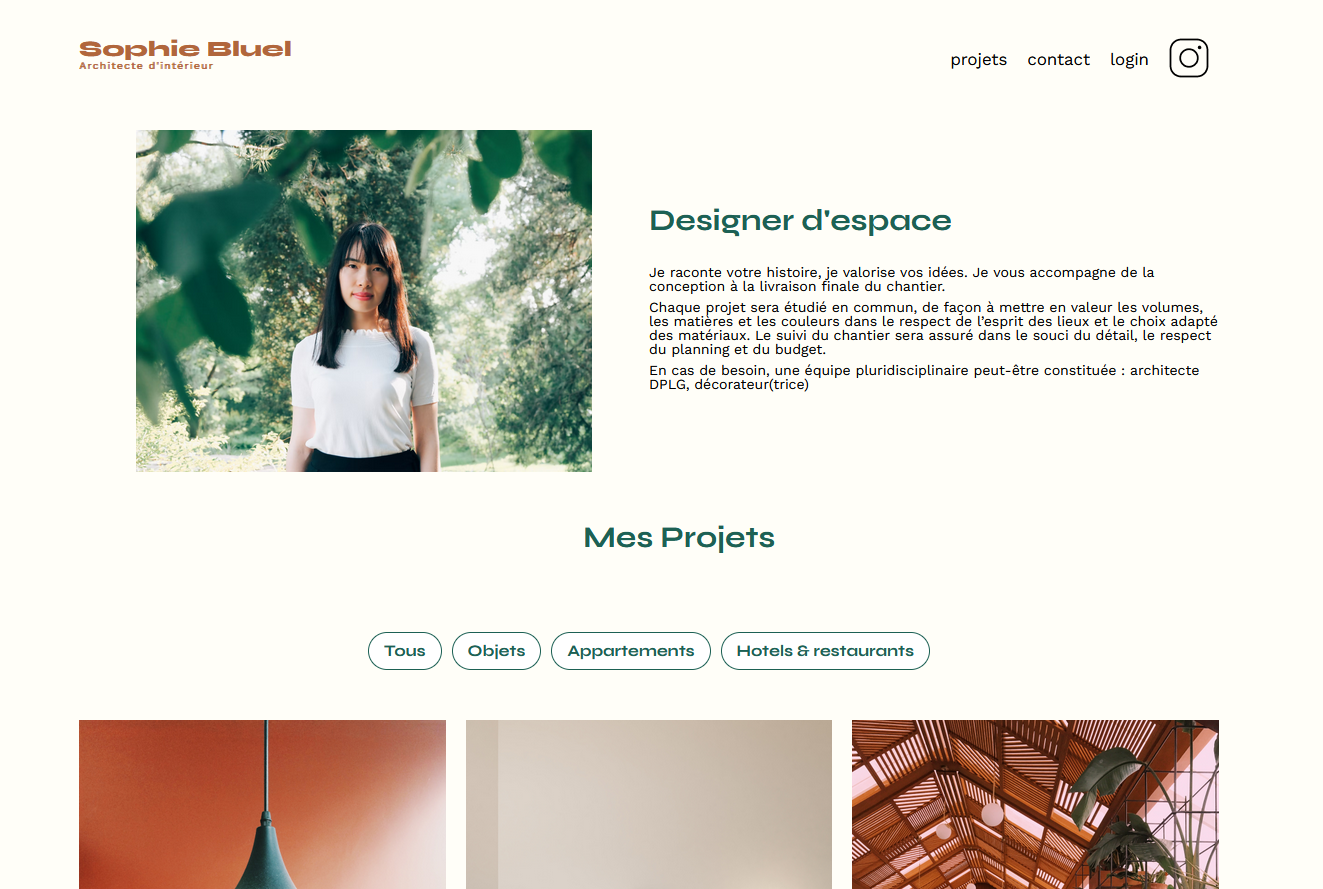 Sophie Bluel
Architecte d'intérieur
projets contact login
Designer d'espace
Je raconte votre histoire, je valorise vos idées. Je vous accompagne de la
conception à la livraison finale du chantier.
Chaque projet sera étudié en commun, de façon à mettre en valeur les volumes,
les matières et les couleurs dans le respect de l’esprit des lieux et le choix adapté
des matériaux. Le suivi du chantier sera assuré dans le souci du détail, le respect
du planning et du budget.
En cas de besoin, une équipe pluridisciplinaire peut-être constituée : architecte
DPLG, décorateur(trice)
Mes Projets
Tous Objets Appartements Hotels & restaurants